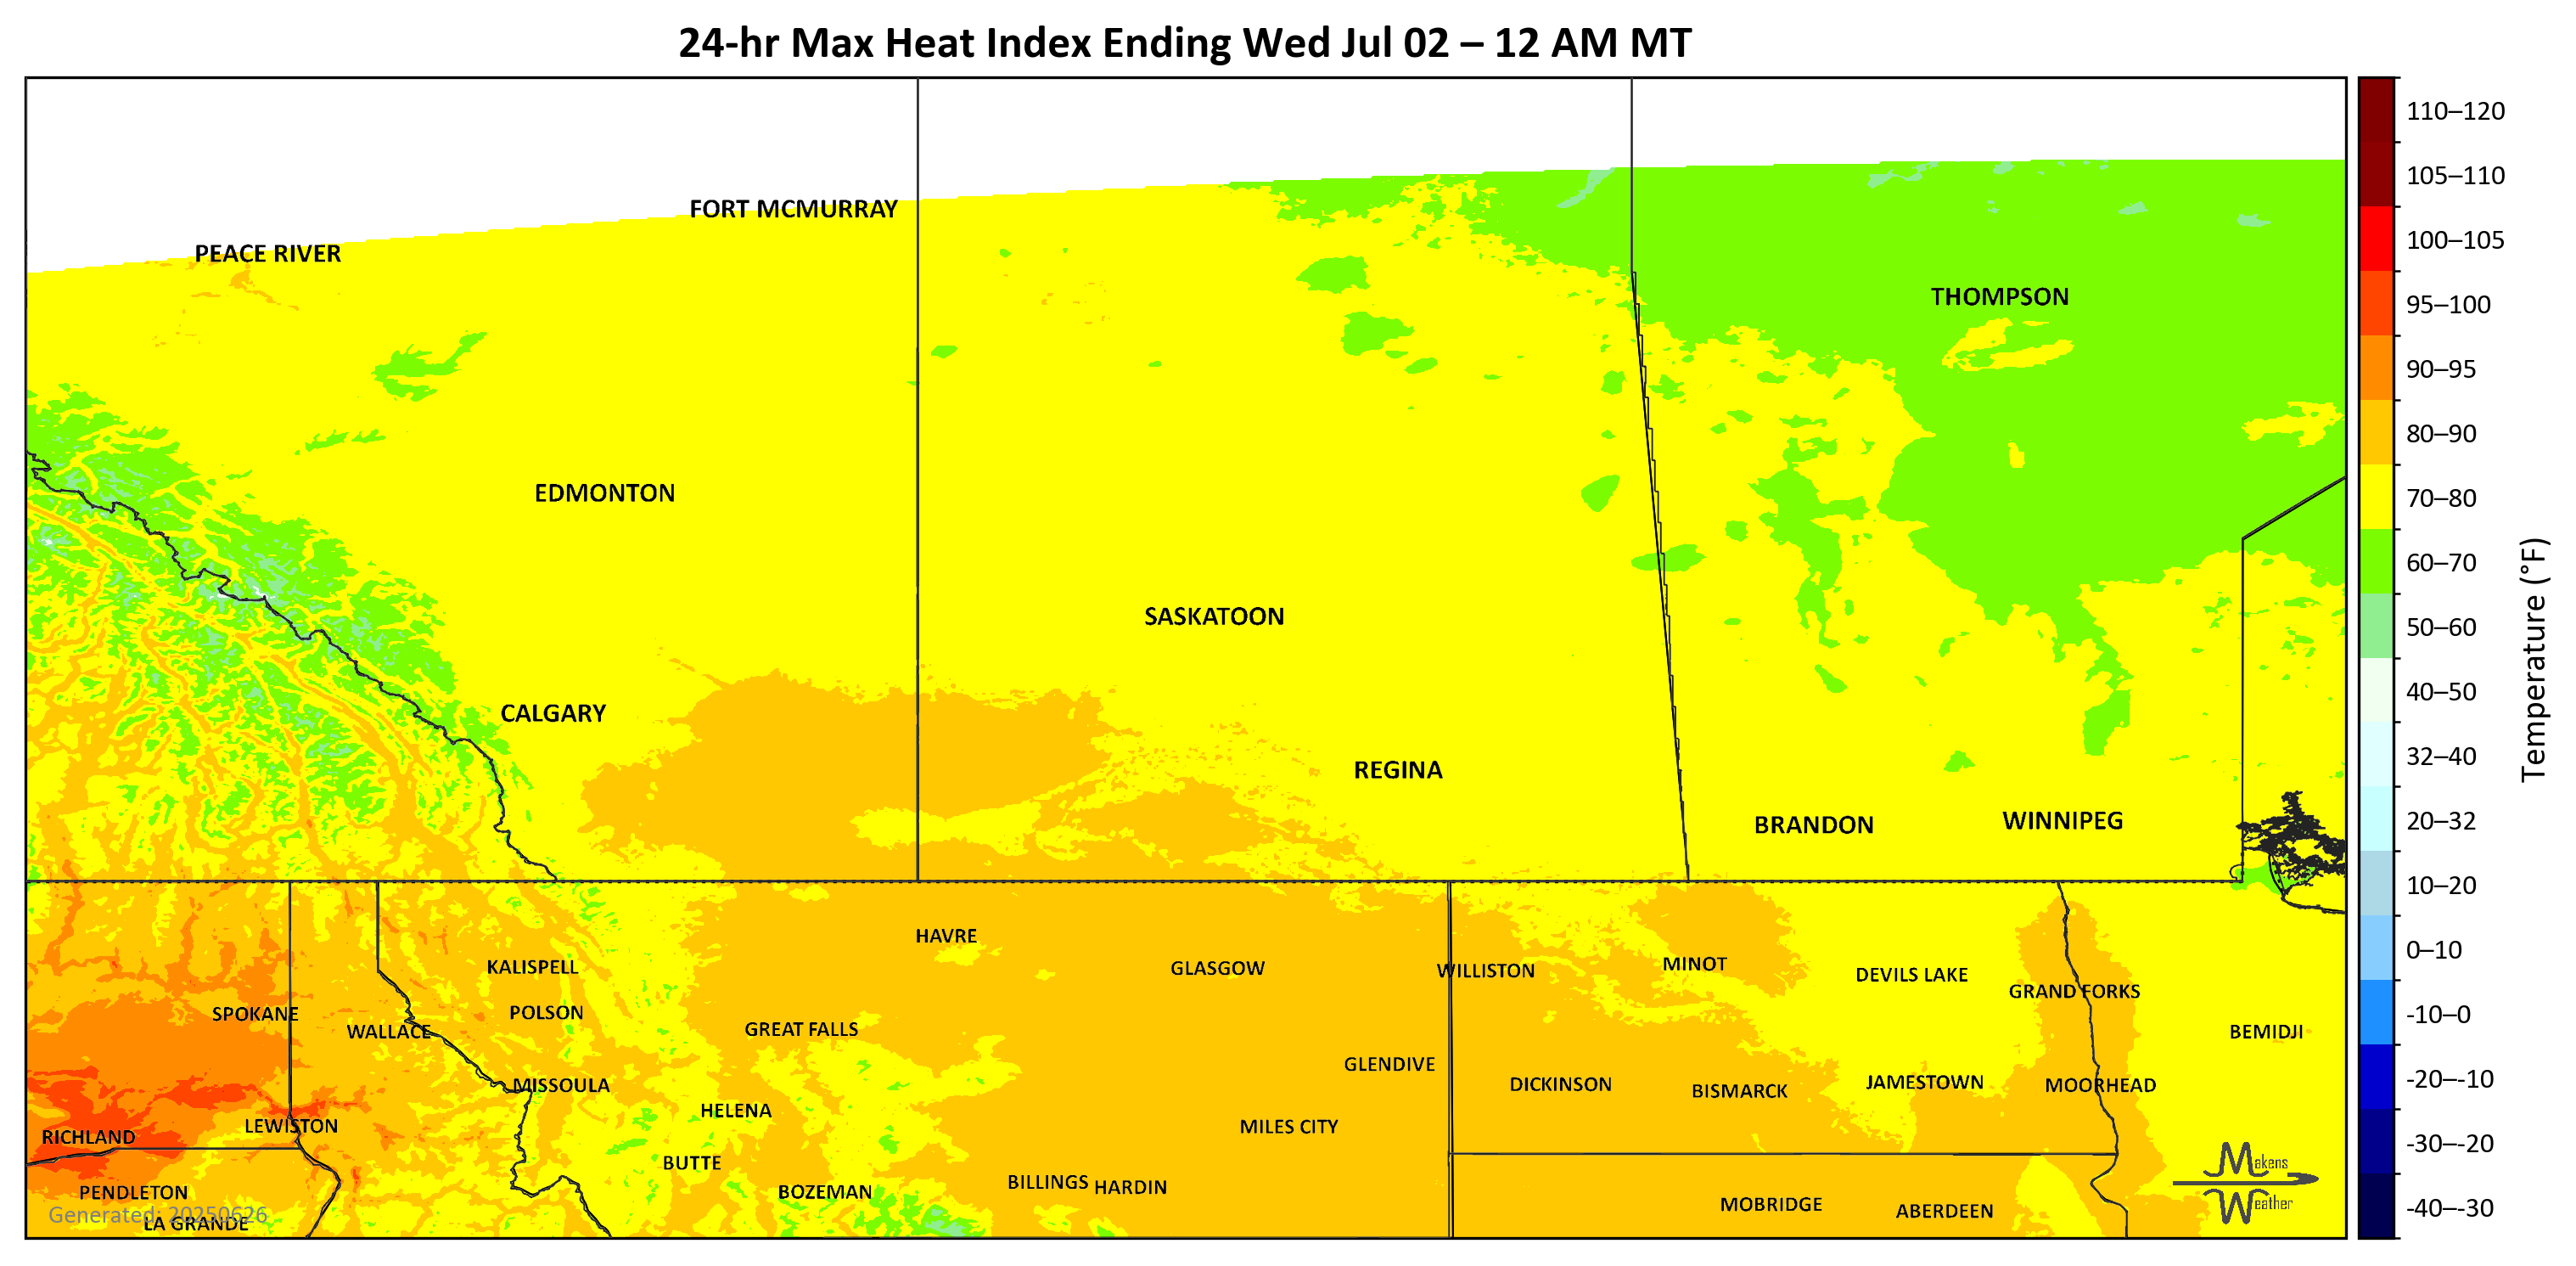 24-hr Max Heat Index Ending Wed Jul 02 – 12 AM MT
110–120
105–110
FORT MCMURRAY
100–105
PEACE RIVER
THOMPSON
95–100
90–95
80–90
EDMONTON
70–80
60–70
SASKATOON
50–60
Temperature (°F)
40–50
CALGARY
32–40
REGINA
BRANDON
WINNIPEG
20–32
10–20
HAVRE
0–10
KALISPELL
GLASGOW
WILLISTON
MINOT
DEVILS LAKE
GRAND FORKS
SPOKANE
POLSON
-10–0
WALLACE
GREAT FALLS
BEMIDJI
GLENDIVE
-20–-10
MISSOULA
DICKINSON
BISMARCK
JAMESTOWN
MOORHEAD
HELENA
LEWISTON
MILES CITY
RICHLAND
-30–-20
BUTTE
Makens
Weather
PENDLETON
BOZEMAN
BILLINGS
HARDIN
MOBRIDGE
ABERDEEN
-40–-30
Generated: 20250626
LA GRANDE